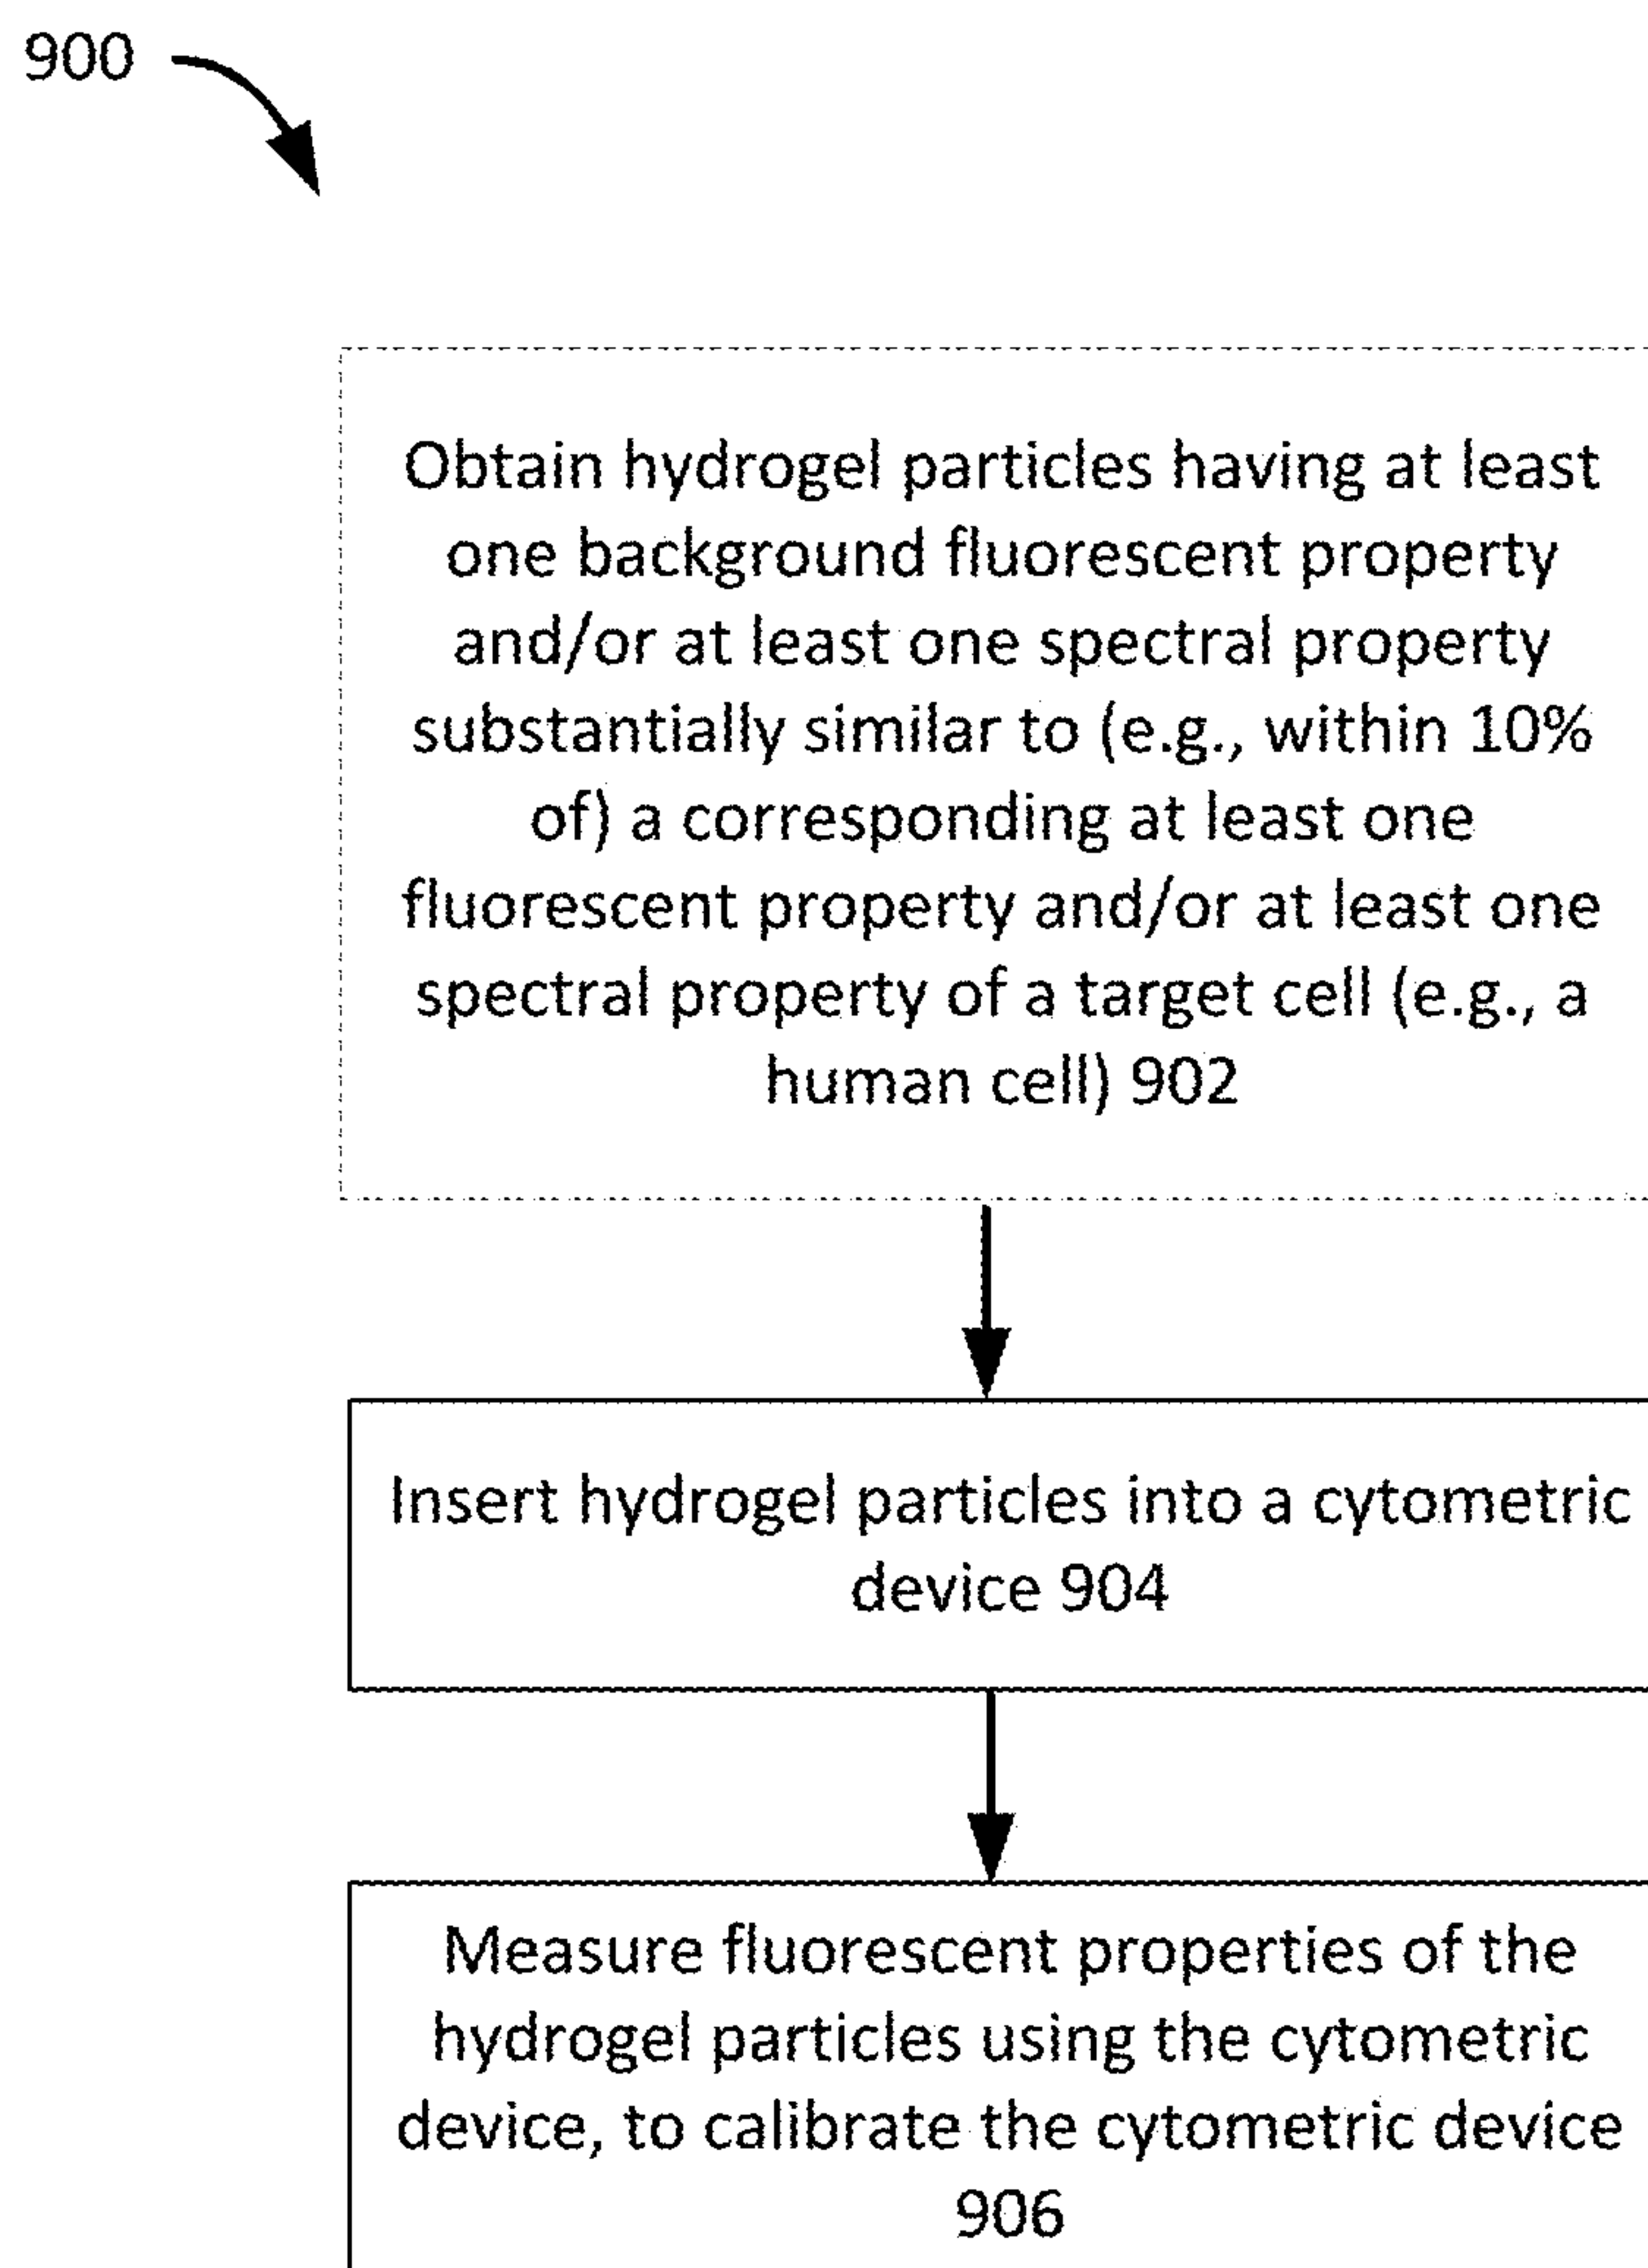 900
Obtain hydrogel particles having at least
one background fluorescent property
and/or at least one spectral property
substantially similar to (e.g., within 10%
of) a corresponding at least one
fluorescent property and/or at least one
spectral property of a target cell (e.g., a
human cell) 902
Insert hydrogel particles into a cytometric
device 904
Measure fluorescent properties of the
hydrogel particles using the cytometric
device, to calibrate the cytometric device
906